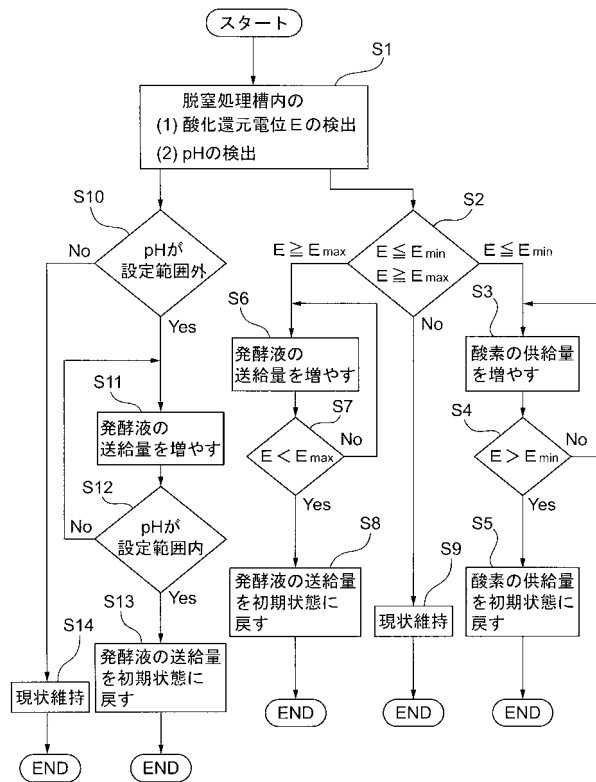 スタート
S1
脱窒処理槽内の
(1) 酸化還元電位Eの検出
(2) pHの検出
S10
No
pHが
設定範囲外
Yes
S2
E≧Emax
E≦Emin
E≧Emax
E≦Emin
No
S6
発酵液の
送給量を増やす
S3
酸素の供給量
を増やす
S11
発酵液の
送給量を増やす
S7
E<Emax
No
Yes
S4
E>Emin
No
Yes
S12
No
pHが
設定範囲内
Yes
S8
発酵液の送給量
を初期状態に
戻す
S9
現状維持
S5
酸素の供給量
を初期状態に
戻す
S14
現状維持
S13
発酵液の送給量
を初期状態に
戻す
END
END
END
END
END